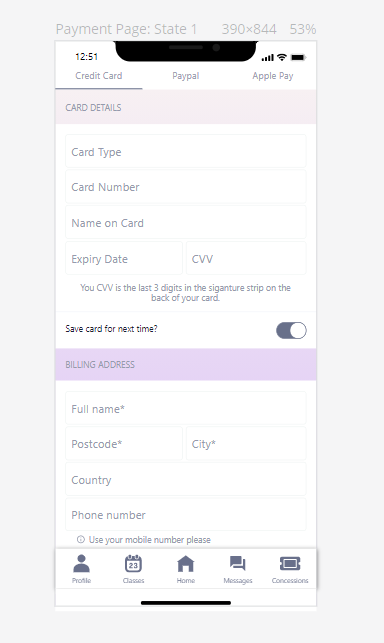 Payment Page: State 1 390×844 53%
12:51
Credit Card Paypal Apple Pay
CARD DETAILS
Card Type
Card Number
Name on Card
Expiry Date CVV
You CVV is the last 3 digits in the siganture strip on the
back of your card.
Save card for next time?
BILLING ADDRESS
Full name*
Postcode* City*
Country
Phone number
Use your mobile number please
23
Profile Classes Home Messages Concessions